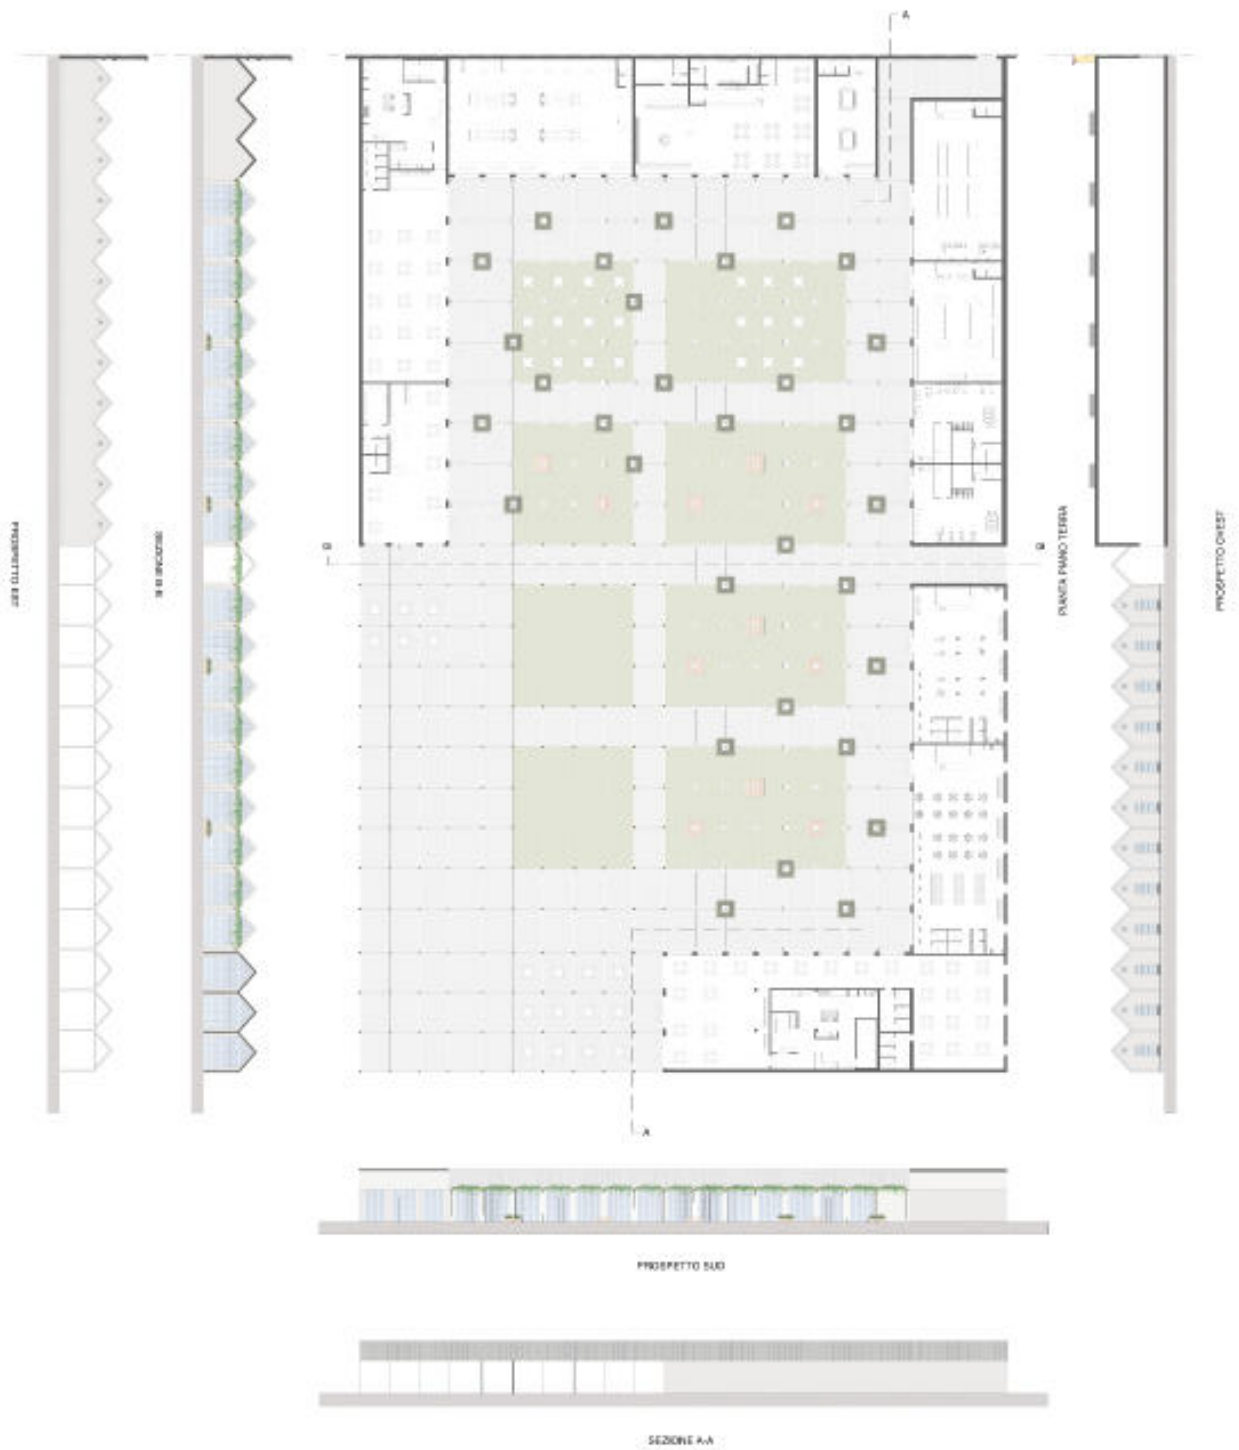 A
PROSPETTO EST
SEZIONE B-B
B
B
PIANTA PIANO TERRA
PROSPETTO OVEST
A
PROSPETTO SUD
SEZIONE A-A